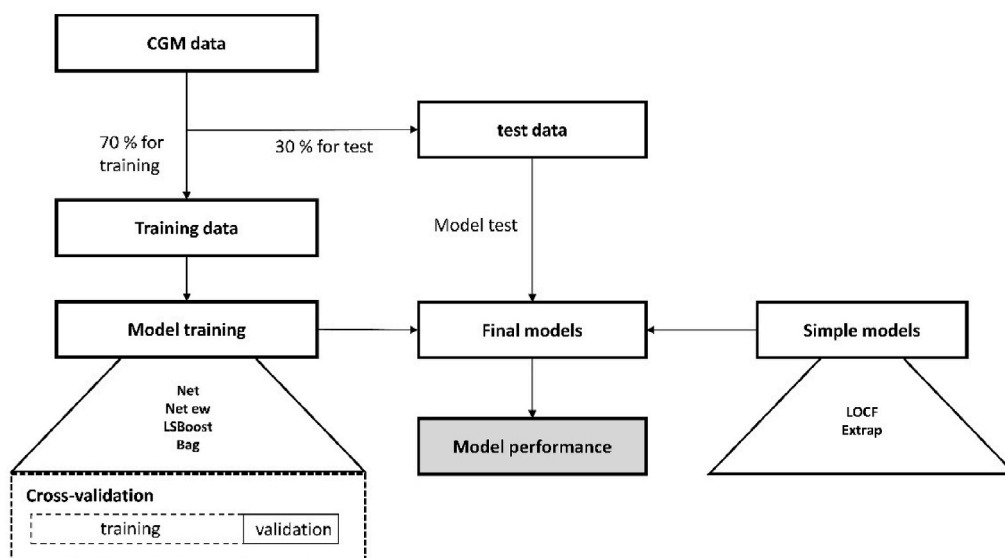 CGM data
70 % for
training
30 % for test
test data
Training data
Model test
Model training
Final models
Simple models
Net
Net ew
LSBoost
Bag
LOCF
Extrap
Model performance
Cross-validation
training
validation